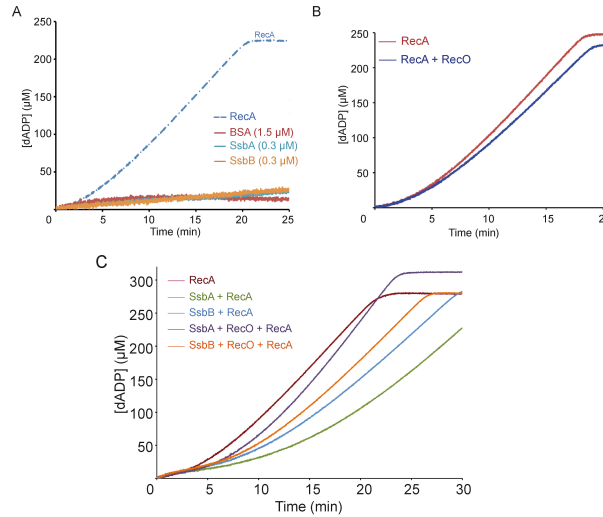 A
250
200
150
100
50
0
5
10
15
20
25
[dADP] (µM)
Time (min)
RecA
RecA
BSA (1.5 µM)
SsbA (0.3 µM)
SsbB (0.3 µM)
B
250
200
150
100
50
0
0
5
10
15
20
[dADP] (µM)
Time (min)
RecA
RecA + RecO
C
300
250
200
150
100
50
0
5
10
15
20
25
30
[dADP] (µM)
Time (min)
RecA
SsbA + RecA
SsbB + RecA
SsbA + RecO + RecA
SsbB + RecO + RecA